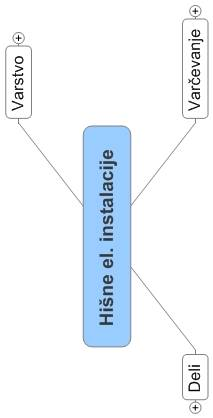 Varstvo
Varčevanje
Hišne el. instalacije
Deli